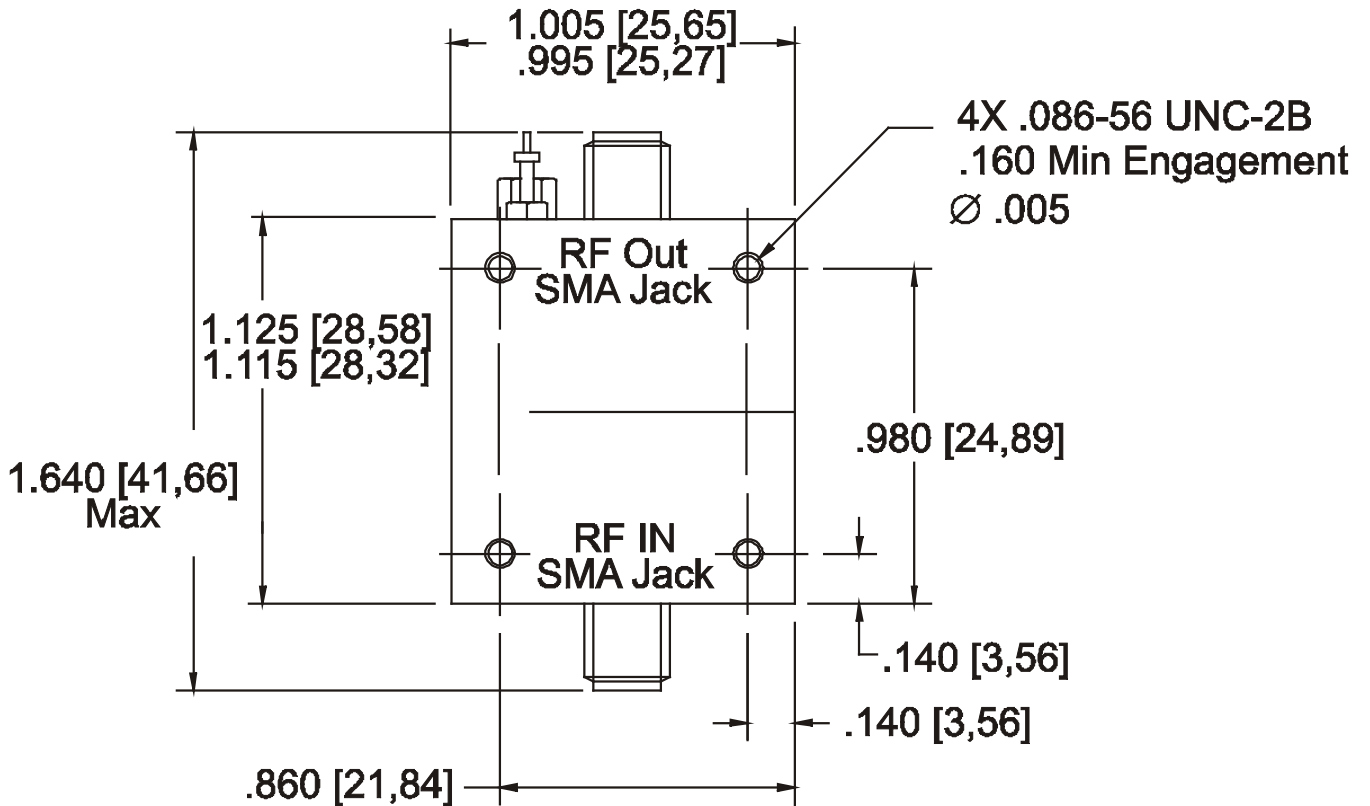 1.005 [25,65]
.995 [25,27]
4X .086-56 UNC-2B
.160 Min Engagement
∅ .005
RF Out
SMA Jack
1.125 [28,58]
1.115 [28,32]
.980 [24,89]
1.640 [41,66]
Max
RF IN
SMA Jack
.140 [3,56]
.140 [3,56]
.860 [21,84]